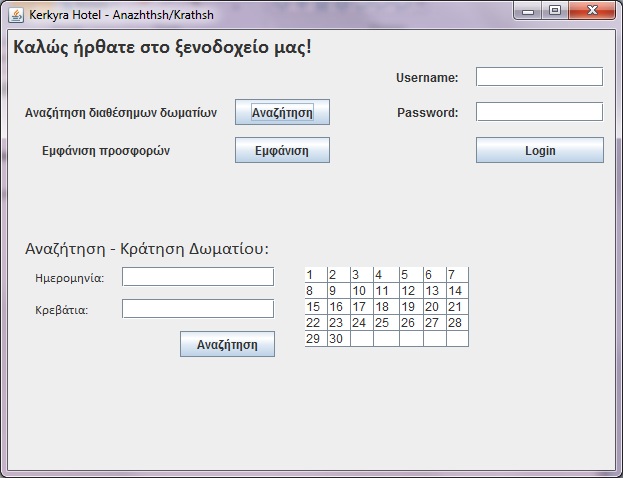 Kerkyra Hotel - Anazhthsh/Krathsh
Καλώς ήρθατε στο ξενοδοχείο μας!
Username:
Αναζήτηση διαθέσημων δωματίων Αναζήτηση Password:
Εμφάνιση προσφορών Εμφάνιση Login
Αναζήτηση - Κράτηση Δωματίου:
Ημερομηνία:
Κρεβάτια:
Αναζήτηση
1 2 3 4 5 6 7
8 9 10 11 12 13 14
15 16 17 18 19 20 21
22 23 24 25 26 27 28
29 30